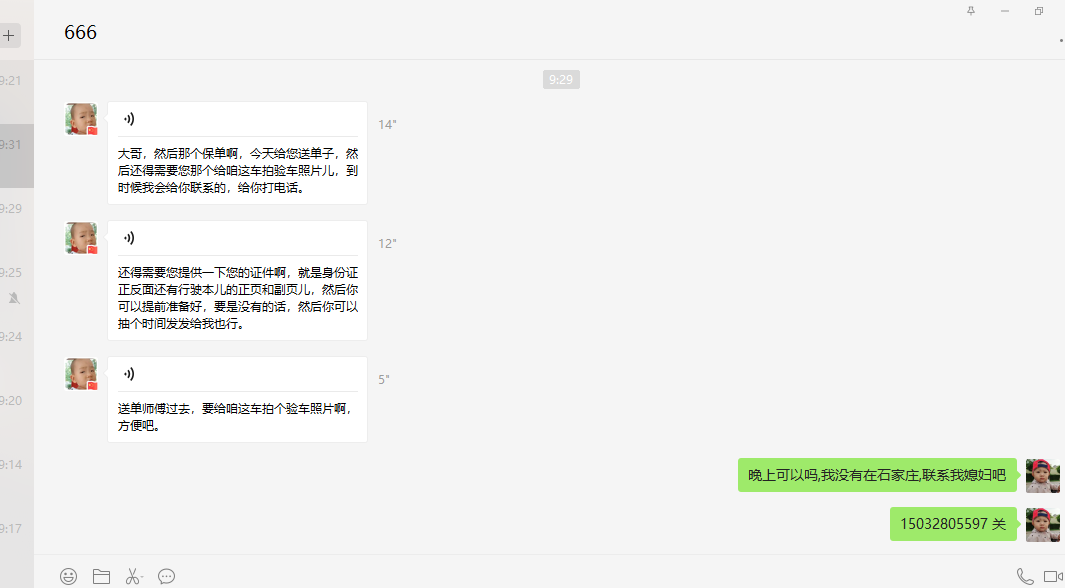 666
9:21
9:31
9:29
9:25
9:24
9:20
9:14
9:17
9:29
14"
大哥，然后那个保单啊，今天给您送单子，然
后还得需要您那个给咱这车拍验车照片儿，到
时候我会给你联系的，给你打电话。
12"
还得需要您提供一下您的证件啊，就是身份证
正反面还有行驶本儿的正页和副页儿，然后你
可以提前准备好，要是没有的话，然后你可以
抽个时间发发给我也行。
5"
送单师傅过去，要给咱这车拍个验车照片啊，
方便吧。
晚上可以吗,我没有在石家庄,联系我媳妇吧
15032805597 关